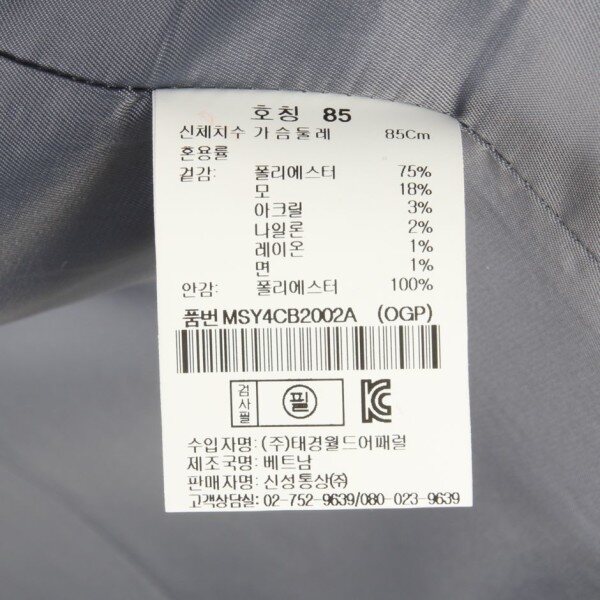 호칭 85
신체치수 가슴둘레 85Cm
혼용률
겉감: 폴리에스터 75%
모 18%
아크릴 3%
나일론 2%
레이온 1%
면 1%
안감: 폴리에스터 100%
품번 MSY4CB2002A (OGP)
검사필 필 KC
수입자명: (주)태경월드어패럴
제조국명: 베트남
판매자명: 신성통상(주)
고객상담실: 02-752-9639/080-023-9639